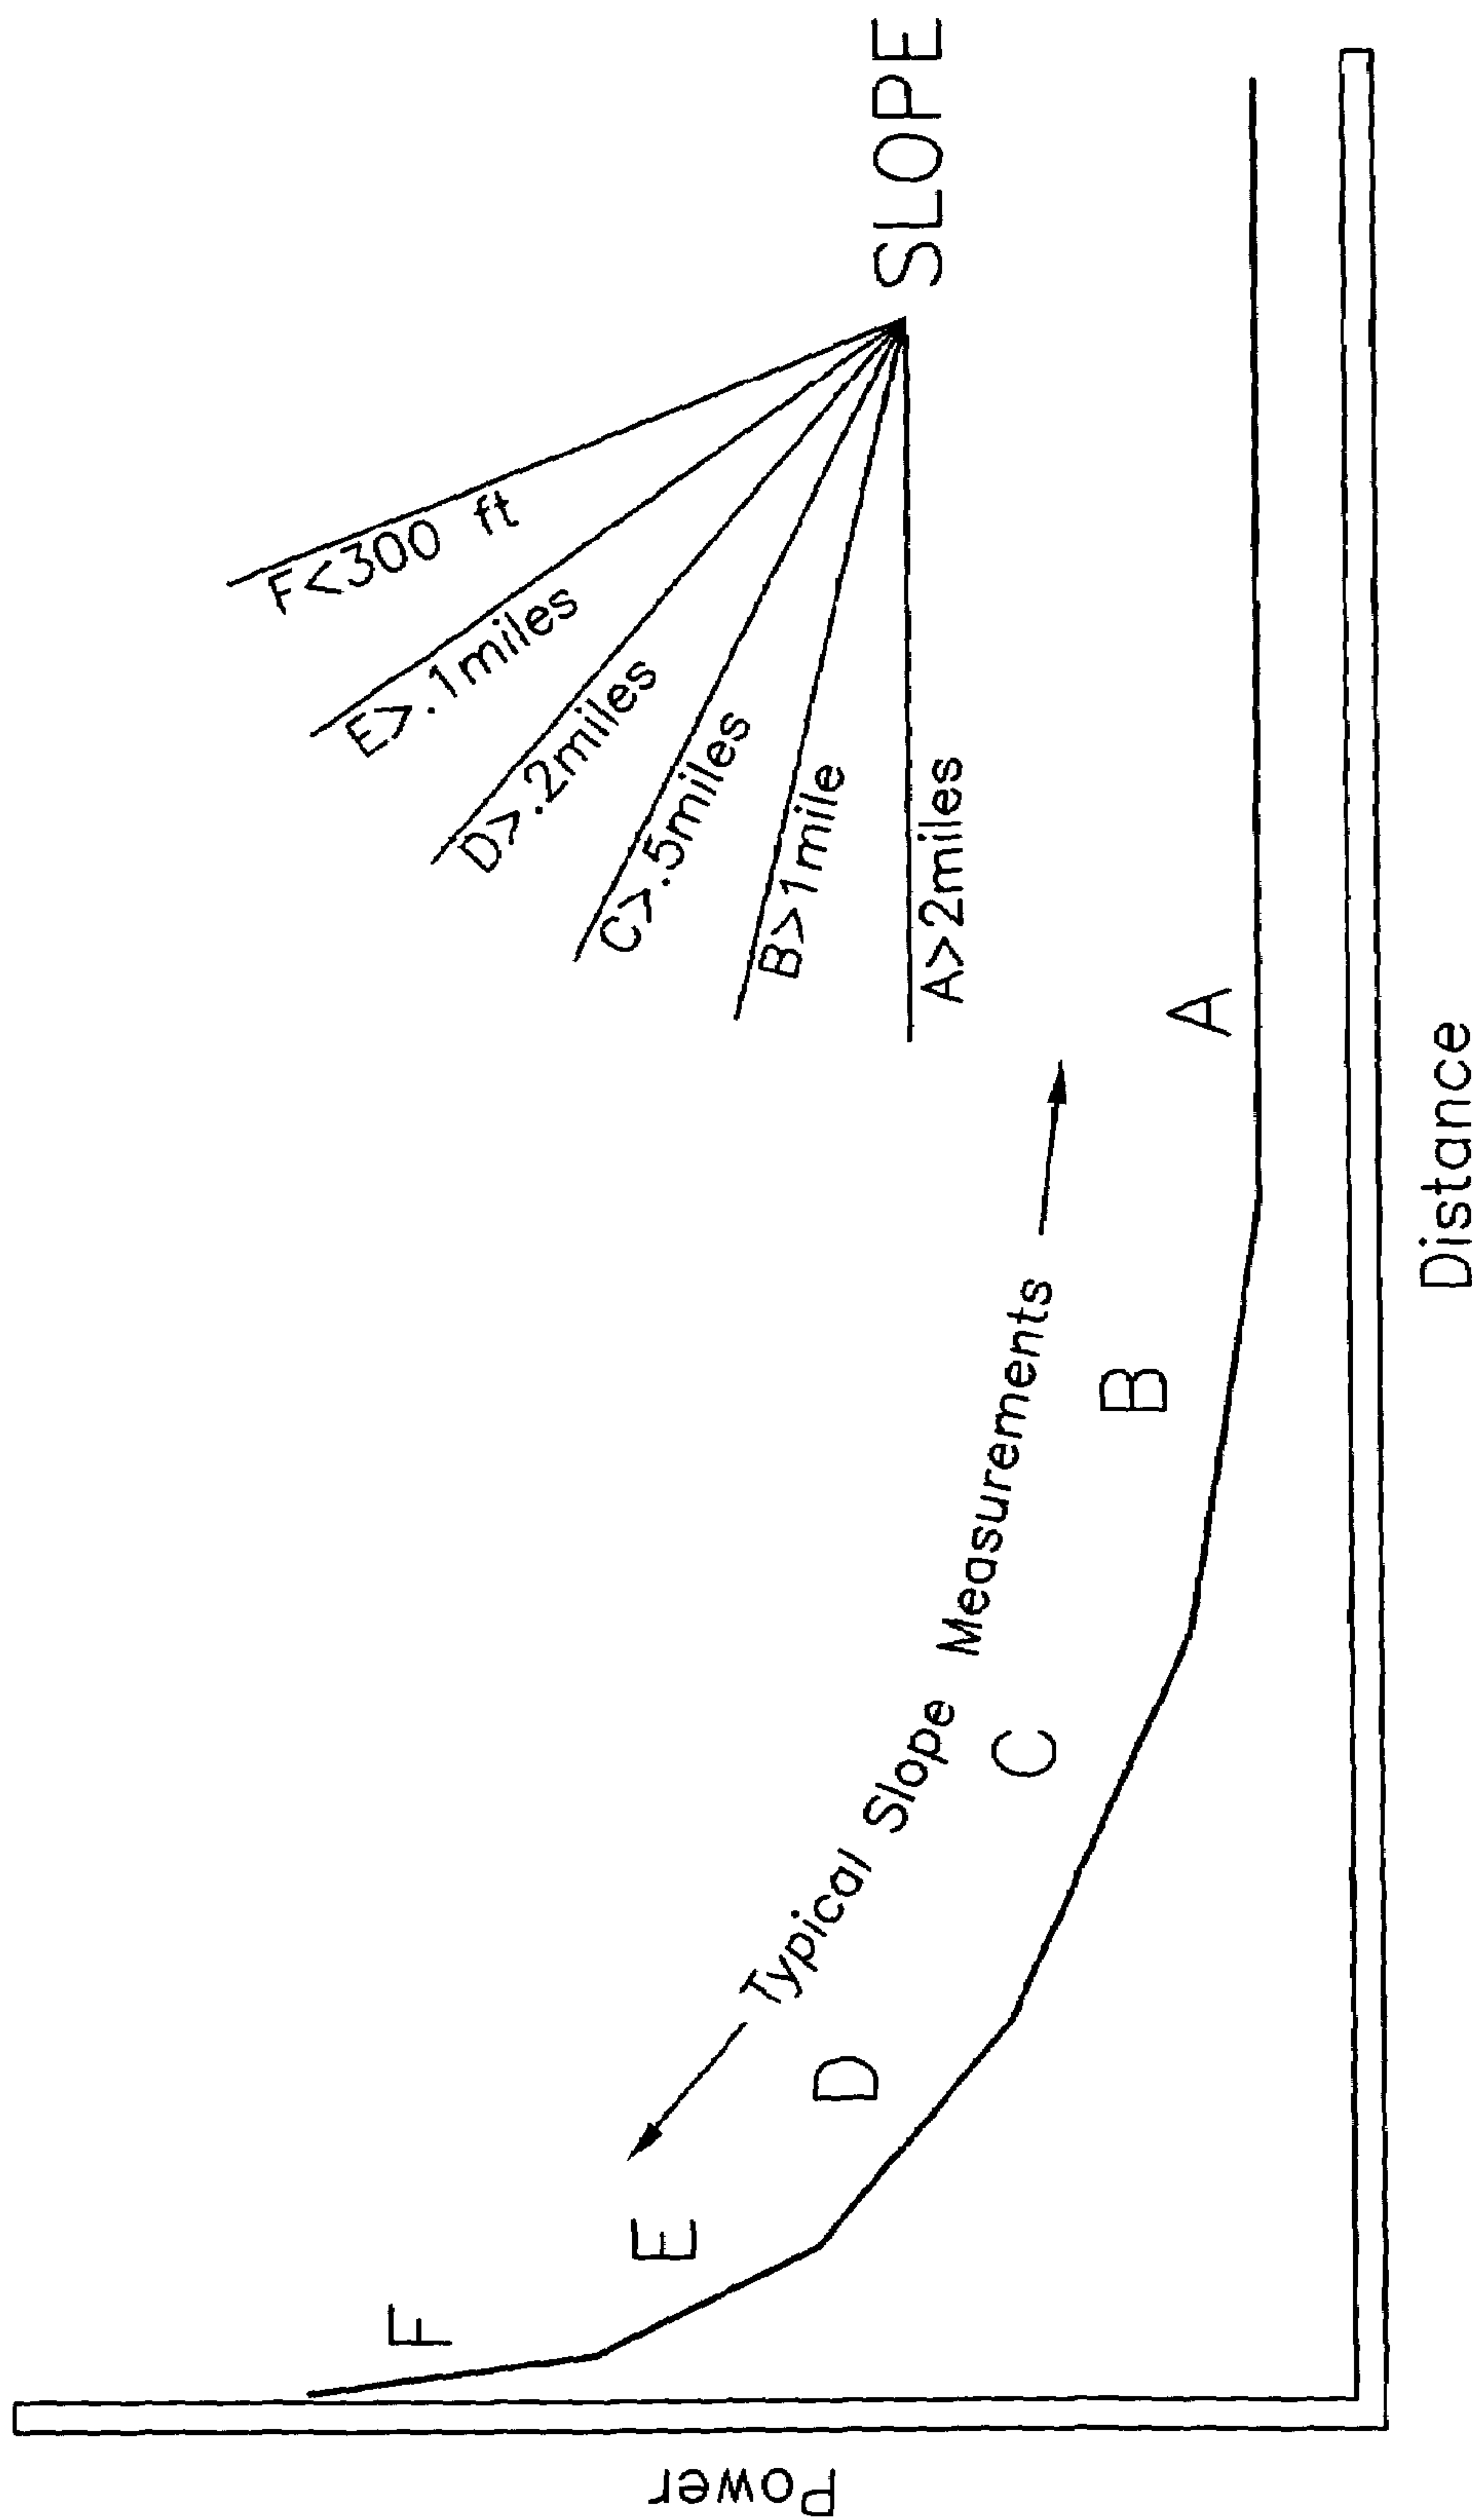 Power
F
E
D
C
B
A
Typical Slope Measurements
F<300 ft
E>.1miles
D>.2miles
C>.5miles
B>1mile
A>2miles
SLOPE
Distance